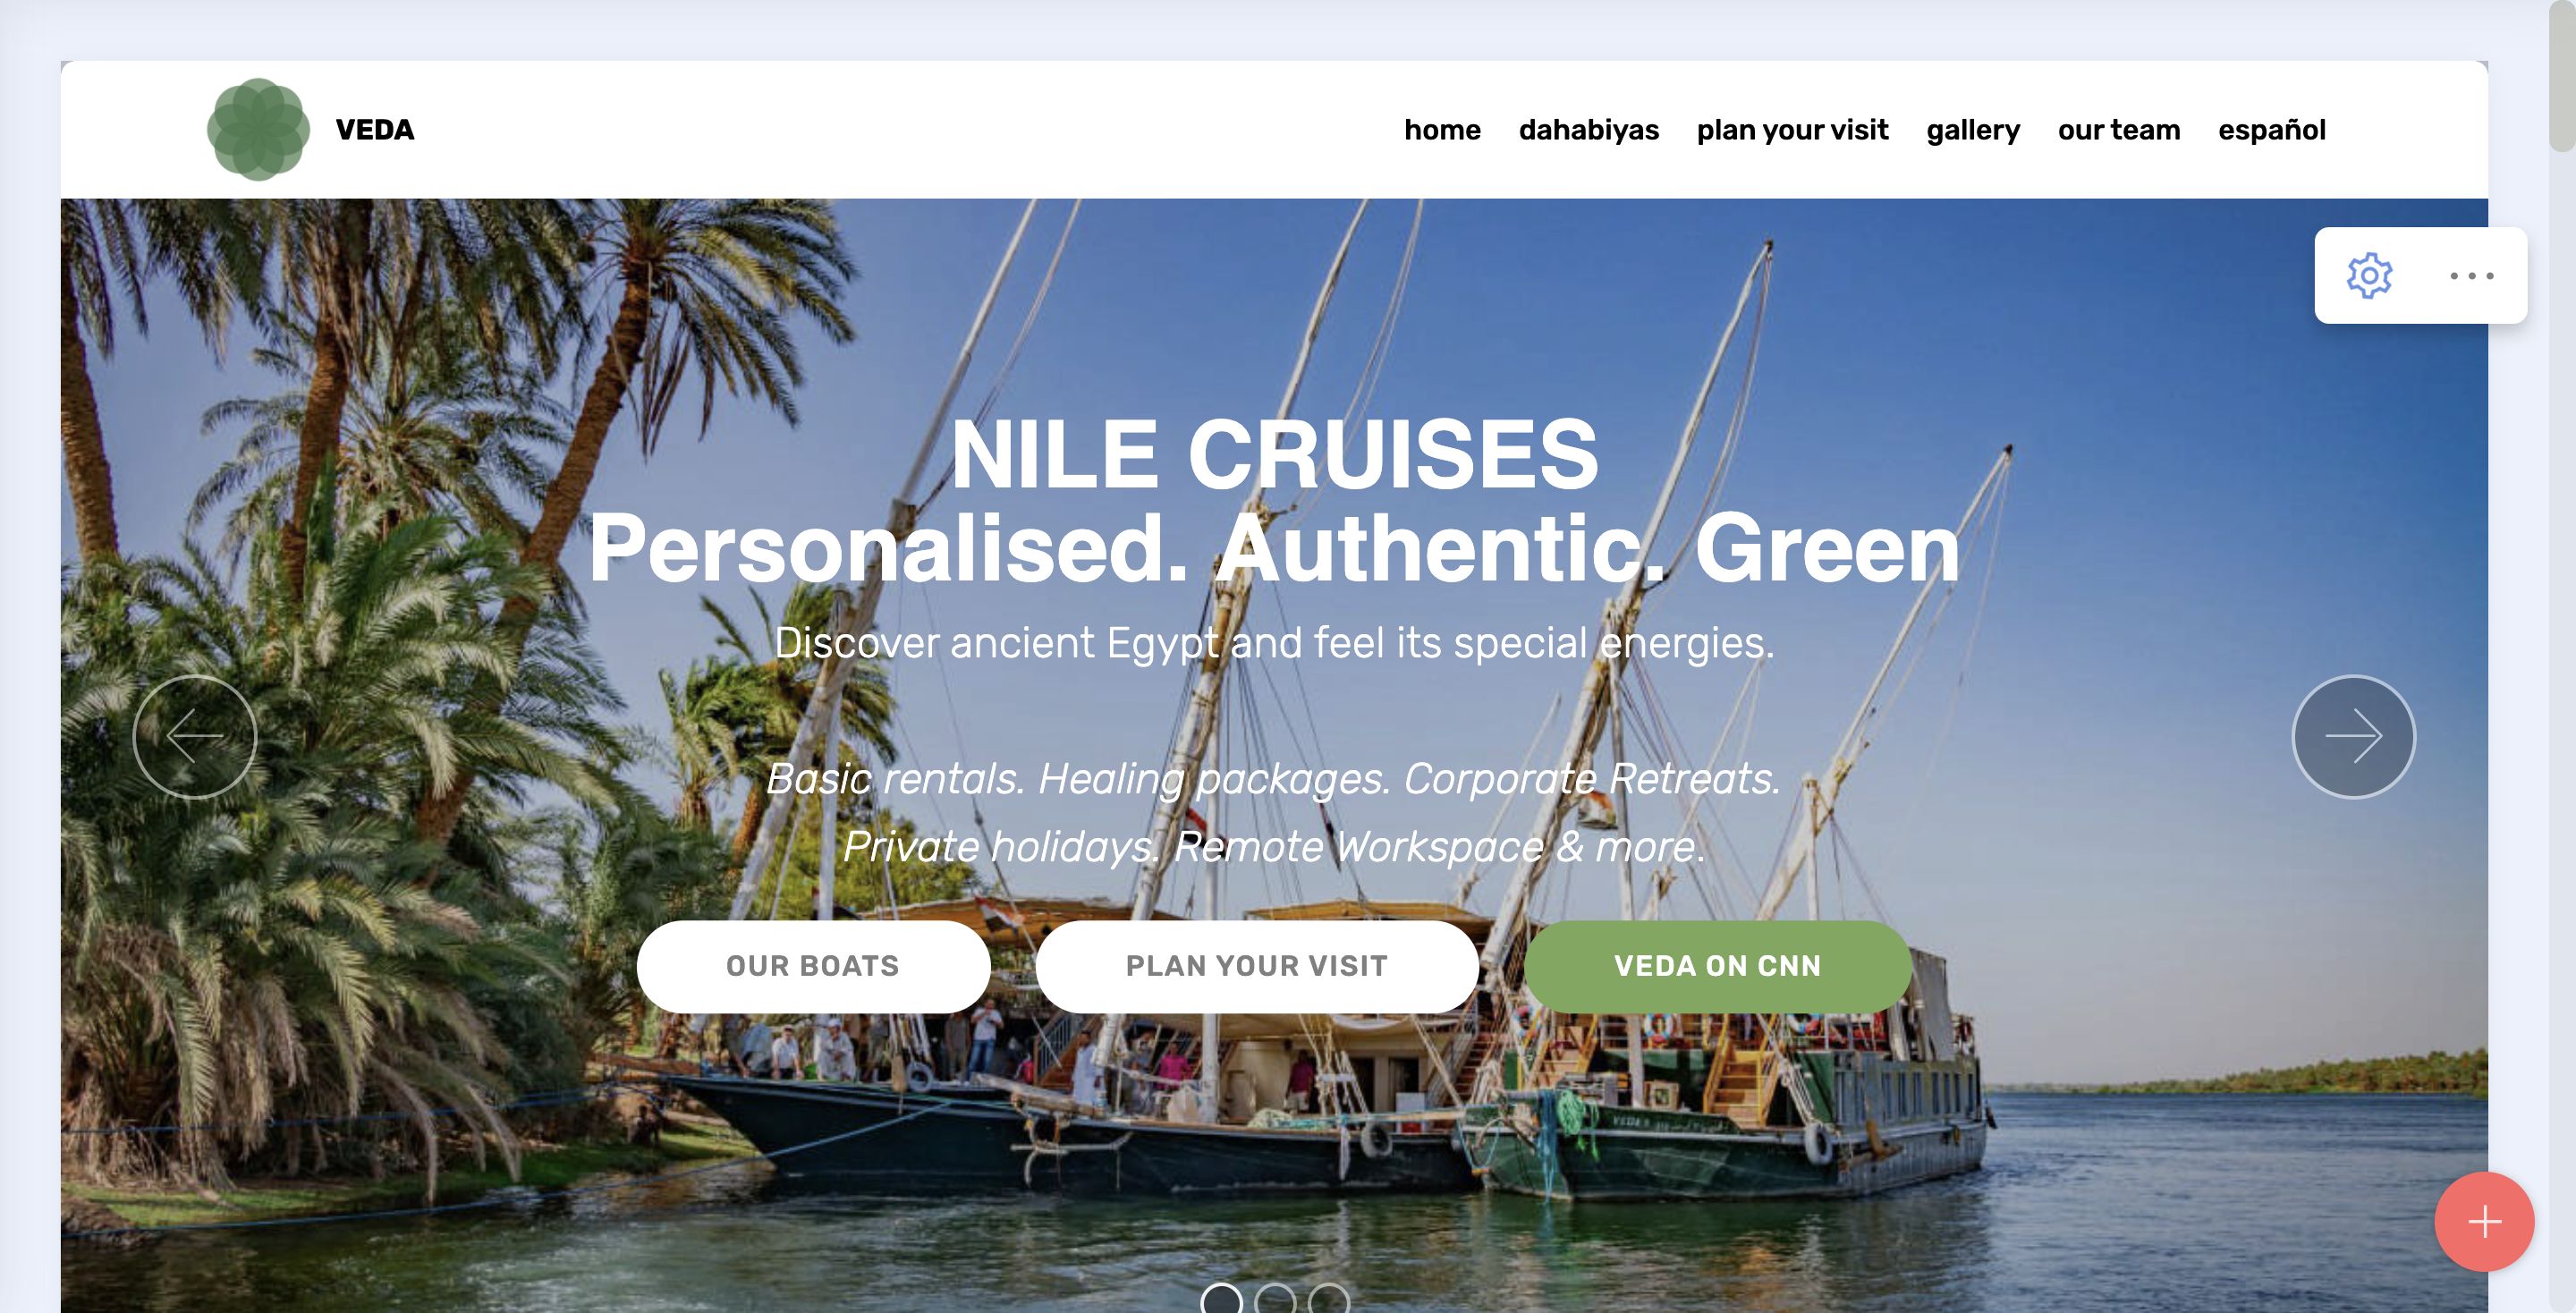 VEDA
home dahabiyas plan your visit gallery our team español
NILE CRUISES
Personalised. Authentic. Green
Discover ancient Egypt and feel its special energies.
Basic rentals. Healing packages. Corporate Retreats.
Private holidays. Remote Workspace & more.
OUR BOATS
PLAN YOUR VISIT
VEDA ON CNN